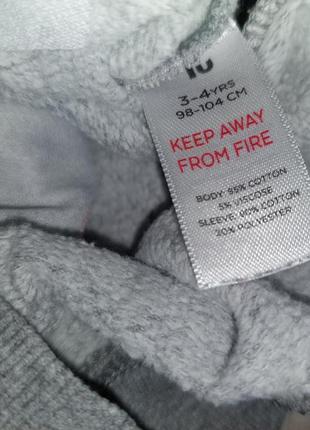 3-4YRS
98-104 CM
KEEP AWAY
FROM FIRE
BODY: 95% COTTON
5% VISCOSE
SLEEVE: 80% COTTON
20% POLYESTER